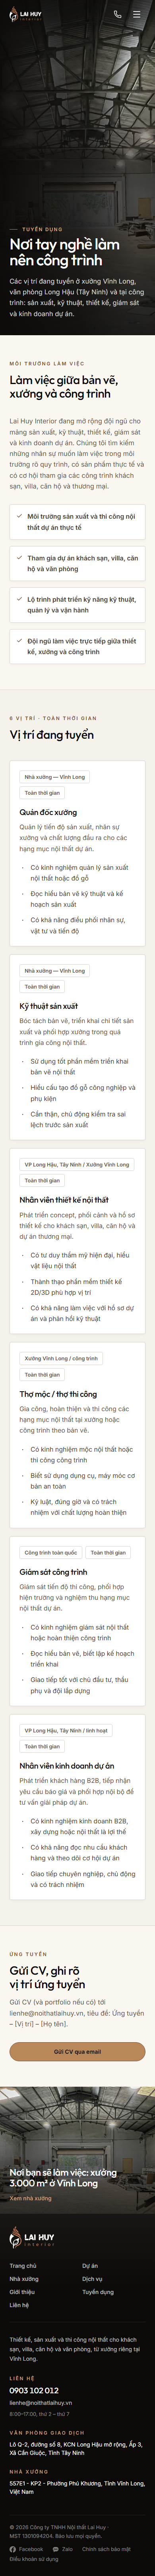 LAI HUY
Interior
TUYỂN DỤNG
Nơi tay nghề làm
nên công trình
Các vị trí đang tuyển ở xưởng Vĩnh Long,
văn phòng Long Hậu (Tây Ninh) và tại công
trình: sản xuất, kỹ thuật, thiết kế, giám sát
và kinh doanh dự án.
MÔI TRƯỜNG LÀM VIỆC
Làm việc giữa bản vẽ,
xưởng và công trình
Lai Huy Interior đang mở rộng đội ngũ cho
mảng sản xuất, kỹ thuật, thiết kế, giám sát
và kinh doanh dự án. Chúng tôi tìm kiếm
những nhân sự muốn làm việc trong môi
trường rõ quy trình, có sản phẩm thực tế và
có cơ hội tham gia các công trình khách
sạn, villa, căn hộ và thương mại.
Môi trường sản xuất và thi công nội
thất dự án thực tế
Tham gia dự án khách sạn, villa, căn
hộ và văn phòng
Lộ trình phát triển kỹ năng kỹ thuật,
quản lý và vận hành
Đội ngũ làm việc trực tiếp giữa thiết
kế, xưởng và công trình
6 VỊ TRÍ · TOÀN THỜI GIAN
Vị trí đang tuyển
Nhà xưởng — Vĩnh Long
Toàn thời gian
Quản đốc xưởng
Quản lý tiến độ sản xuất, nhân sự
xưởng và chất lượng đầu ra cho các
hạng mục nội thất dự án.
· Có kinh nghiệm quản lý sản xuất
nội thất hoặc đồ gỗ
· Đọc hiểu bản vẽ kỹ thuật và kế
hoạch sản xuất
· Có khả năng điều phối nhân sự,
vật tư và tiến độ
Nhà xưởng — Vĩnh Long
Toàn thời gian
Kỹ thuật sản xuất
Bóc tách bản vẽ, triển khai chi tiết sản
xuất và phối hợp xưởng trong quá
trình gia công nội thất.
· Sử dụng tốt phần mềm triển khai
bản vẽ nội thất
· Hiểu cấu tạo đồ gỗ công nghiệp và
phụ kiện
· Cẩn thận, chủ động kiểm tra sai
lệch trước sản xuất
VP Long Hậu, Tây Ninh / Xưởng Vĩnh Long
Toàn thời gian
Nhân viên thiết kế nội thất
Phát triển concept, phối cảnh và hồ sơ
thiết kế cho khách sạn, villa, căn hộ và
dự án thương mại.
· Có tư duy thẩm mỹ hiện đại, hiểu
vật liệu nội thất
· Thành thạo phần mềm thiết kế
2D/3D phù hợp vị trí
· Có khả năng làm việc với hồ sơ dự
án và phản hồi kỹ thuật
Xưởng Vĩnh Long / công trình
Toàn thời gian
Thợ mộc / thợ thi công
Gia công, hoàn thiện và thi công các
hạng mục nội thất tại xưởng hoặc
công trình theo bản vẽ.
· Có kinh nghiệm mộc nội thất hoặc
thi công công trình
· Biết sử dụng dụng cụ, máy móc cơ
bản an toàn
· Kỷ luật, đúng giờ và có trách
nhiệm với chất lượng hoàn thiện
Công trình toàn quốc
Toàn thời gian
Giám sát công trình
Giám sát tiến độ thi công, phối hợp
hiện trường và nghiệm thu hạng mục
nội thất dự án.
· Có kinh nghiệm giám sát nội thất
hoặc hoàn thiện công trình
· Đọc hiểu bản vẽ, biết lập kế hoạch
triển khai
· Giao tiếp tốt với chủ đầu tư, thầu
phụ và đội lắp dựng
VP Long Hậu, Tây Ninh / linh hoạt
Toàn thời gian
Nhân viên kinh doanh dự án
Phát triển khách hàng B2B, tiếp nhận
yêu cầu báo giá và phối hợp nội bộ để
tư vấn giải pháp dự án.
· Có kinh nghiệm kinh doanh B2B,
xây dựng hoặc nội thất là lợi thế
· Có khả năng đọc nhu cầu khách
hàng và theo dõi cơ hội dự án
· Giao tiếp chuyên nghiệp, chủ động
và có trách nhiệm
ỨNG TUYỂN
Gửi CV, ghi rõ
vị trí ứng tuyển
Gửi CV (và portfolio nếu có) tới
lienhe@noithatlaihuy.vn, tiêu đề: Ứng tuyển
– [Vị trí] – [Họ tên].
Gửi CV qua email
Nơi bạn sẽ làm việc: xưởng
3.000 m² ở Vĩnh Long
Xem nhà xưởng
LAI HUY
Interior
Trang chủ
Dự án
Nhà xưởng
Dịch vụ
Giới thiệu
Tuyển dụng
Liên hệ
Thiết kế, sản xuất và thi công nội thất cho khách
sạn, villa, căn hộ và văn phòng, từ xưởng riêng tại
Vĩnh Long.
LIÊN HỆ
0903 102 012
lienhe@noithatlaihuy.vn
8:00–17:00, thứ 2 – thứ 7
VĂN PHÒNG GIAO DỊCH
Lô Q-2, đường số 8, KCN Long Hậu mở rộng, Ấp 3,
Xã Cần Giuộc, Tỉnh Tây Ninh
NHÀ XƯỞNG
557E1 - KP2 - Phường Phú Khương, Tỉnh Vĩnh Long,
Việt Nam
© 2026 Công ty TNHH Nội thất Lai Huy ·
MST 1301094204. Bảo lưu mọi quyền.
Facebook
Zalo
Chính sách bảo mật
Điều khoản sử dụng